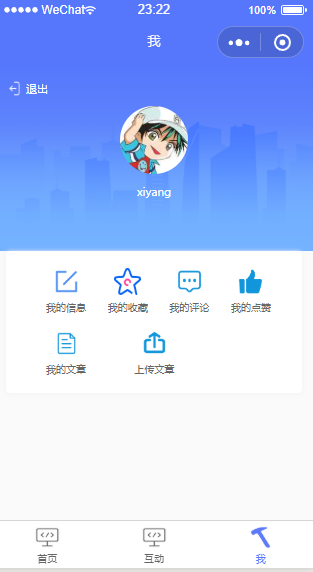 WeChat 23:22 100%
我
退出
xiyang
我的信息 我的收藏 我的评论 我的点赞
我的文章 上传文章
首页 互动 我